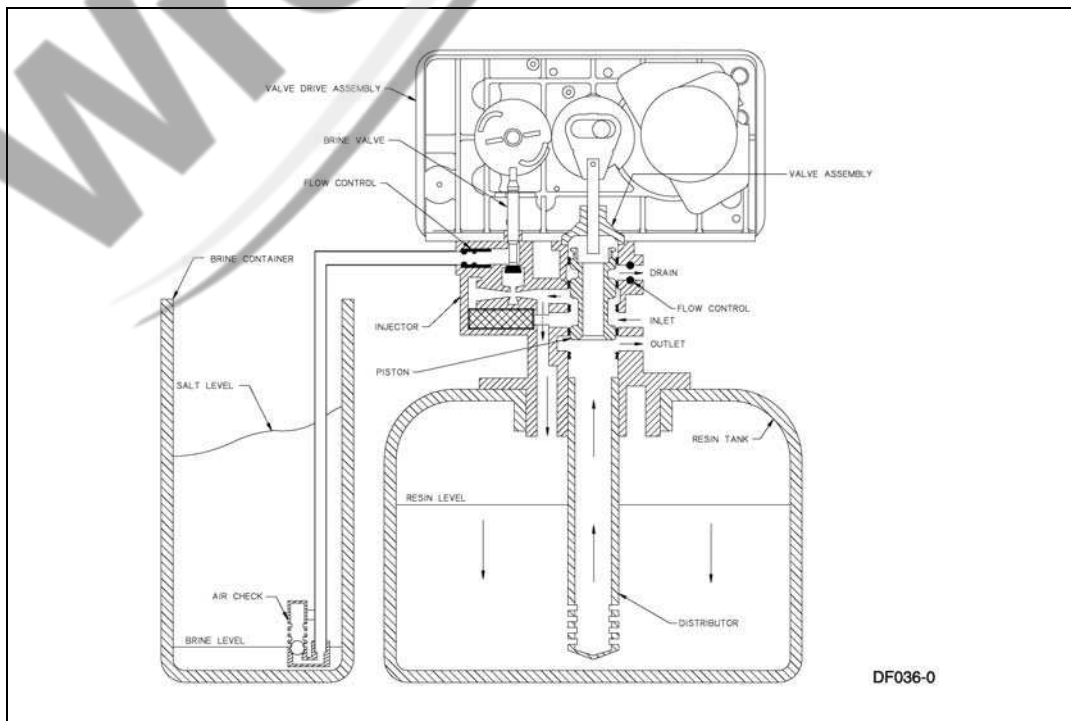 Wr
VALVE DRIVE ASSEMBLY
BRINE VALVE
FLOW CONTROL
VALVE ASSEMBLY
BRINE CONTAINER
DRAIN
FLOW CONTROL
INJECTOR
INLET
OUTLET
PISTON
SALT LEVEL
RESIN TANK
RESIN LEVEL
AIR CHECK
DISTRIBUTOR
BRINE LEVEL
DF036-0